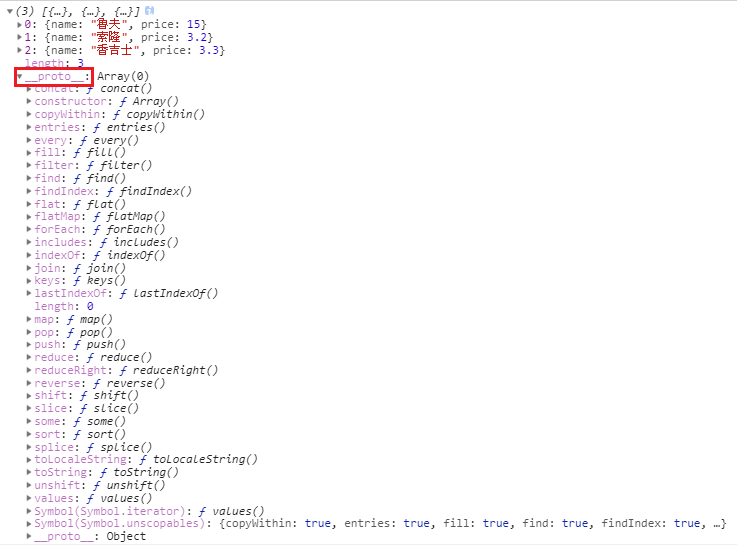 (3) [{…}, {…}, {…}] i
0: {name: "魯夫", price: 15}
1: {name: "索隆", price: 3.2}
2: {name: "香吉士", price: 3.3}
length: 3
__proto__: Array(0)
concat: ƒ concat()
constructor: ƒ Array()
copyWithin: ƒ copyWithin()
entries: ƒ entries()
every: ƒ every()
fill: ƒ fill()
filter: ƒ filter()
find: ƒ find()
findIndex: ƒ findIndex()
flat: ƒ flat()
flatMap: ƒ flatMap()
forEach: ƒ forEach()
includes: ƒ includes()
indexOf: ƒ indexOf()
join: ƒ join()
keys: ƒ keys()
lastIndexOf: ƒ lastIndexOf()
length: 0
map: ƒ map()
pop: ƒ pop()
push: ƒ push()
reduce: ƒ reduce()
reduceRight: ƒ reduceRight()
reverse: ƒ reverse()
shift: ƒ shift()
slice: ƒ slice()
some: ƒ some()
sort: ƒ sort()
splice: ƒ splice()
toLocaleString: ƒ toLocaleString()
toString: ƒ toString()
unshift: ƒ unshift()
values: ƒ values()
Symbol(Symbol.iterator): ƒ values()
Symbol(Symbol.unscopables): {copyWithin: true, entries: true, fill: true, find: true, findIndex: true, …}
__proto__: Object